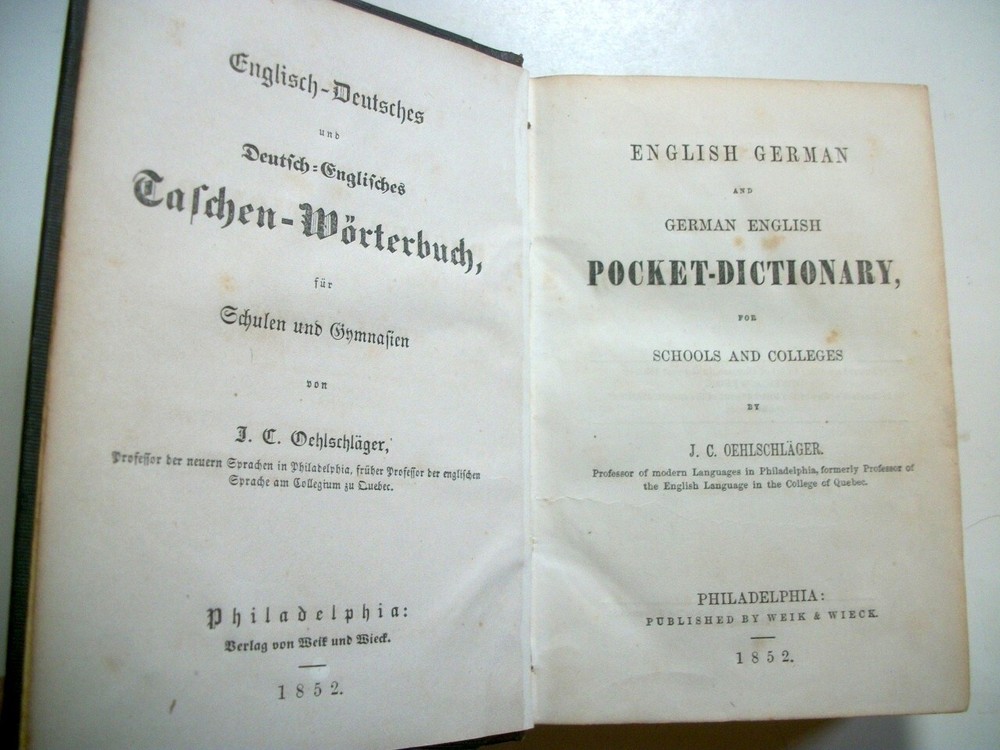 Englisch-Deutsches
und
Deutsch-Englisches
Taschen-Wörterbuch,
für
Schulen und Gymnasien
von
J. C. Oehlschläger,
Professor der neuern Sprachen in Philadelphia, früher Professor der englischen
Sprache am Collegium zu Quebec.
Philadelphia:
Verlag von Weik und Wieck.
1852.
ENGLISH GERMAN
AND
GERMAN ENGLISH
POCKET-DICTIONARY,
FOR
SCHOOLS AND COLLEGES
BY
J. C. OEHLSCHLÄGER.
Professor of modern Languages in Philadelphia, formerly Professor of
the English Language in the College of Quebec.
PHILADELPHIA:
PUBLISHED BY WEIK & WIECK.
1852.